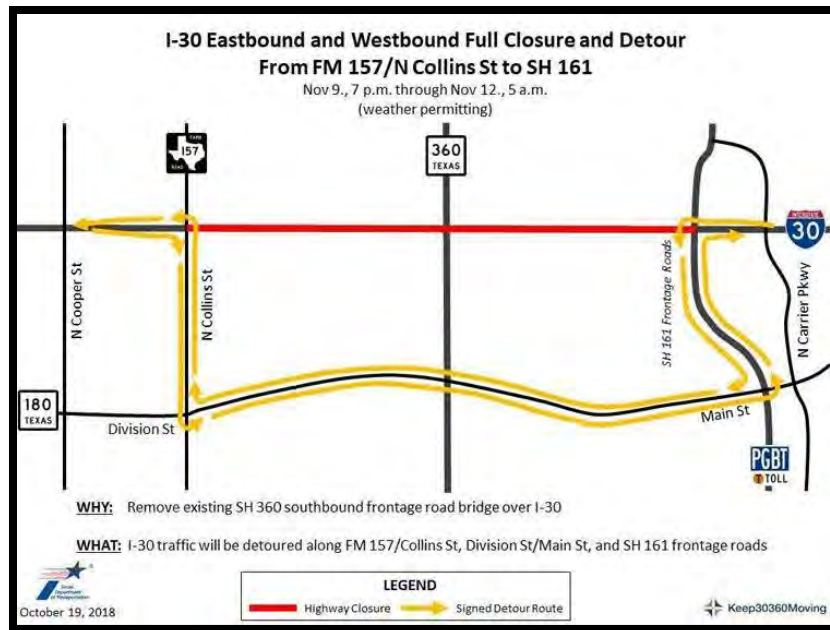 I-30 Eastbound and Westbound Full Closure and Detour
From FM 157/N Collins St to SH 161
Nov 9., 7 p.m. through Nov 12., 5 a.m.
(weather permitting)
157
360
TEXAS
30
N Cooper St
N Collins St
SH 161 Frontage Roads
N Carrier Pkwy
180
TEXAS
Division St
Main St
PGBT
TOLL
WHY: Remove existing SH 360 southbound frontage road bridge over I-30
WHAT: I-30 traffic will be detoured along FM 157/Collins St, Division St/Main St, and SH 161 frontage roads
Texas
Department
of Transportation
October 19, 2018
LEGEND
Highway Closure
Signed Detour Route
Keep30360Moving